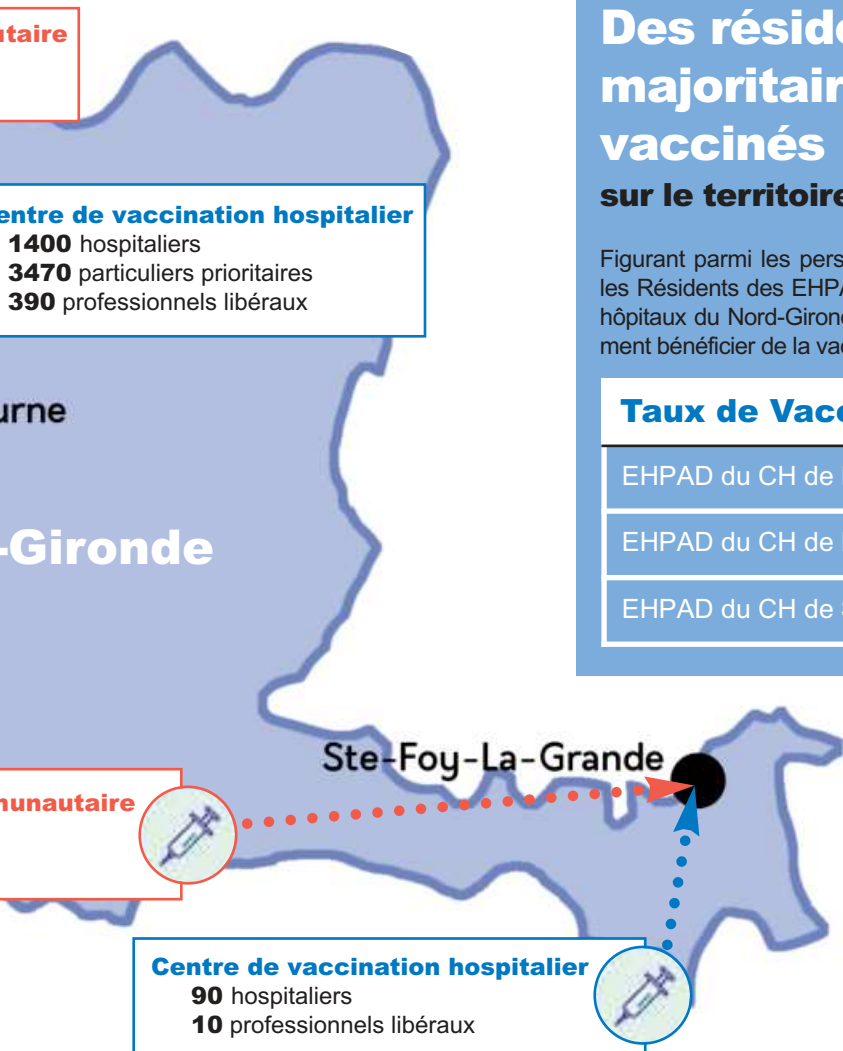 utaire
entre de vaccination hospitalier
1400 hospitaliers
3470 particuliers prioritaires
390 professionnels libéraux
urne
-Gironde
Ste-Foy-La-Grande
munautaire
Centre de vaccination hospitalier
90 hospitaliers
10 professionnels libéraux
Des réside
majoritair
vaccinés
sur le territoire
Figurant parmi les pers
les Résidents des EHPA
hôpitaux du Nord-Girond
ment bénéficier de la vac
Taux de Vacc
EHPAD du CH de
EHPAD du CH de
EHPAD du CH de